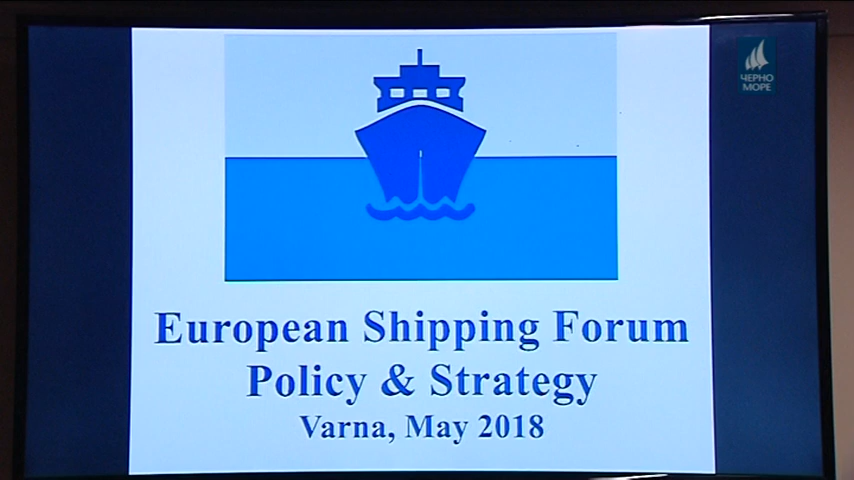 ЧЕРНО
МОРЕ
European Shipping Forum
Policy & Strategy
Varna, May 2018